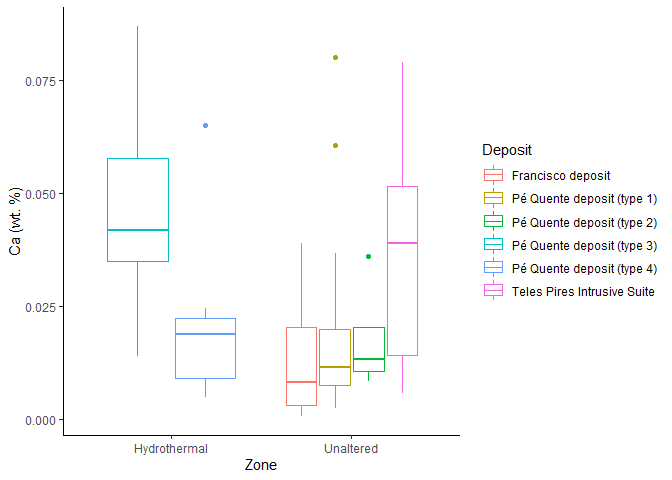 Ca (wt. %)
0.075
0.050
0.025
0.000
Hydrothermal
Unaltered
Zone
Deposit
Francisco deposit
Pé Quente deposit (type 1)
Pé Quente deposit (type 2)
Pé Quente deposit (type 3)
Pé Quente deposit (type 4)
Teles Pires Intrusive Suite